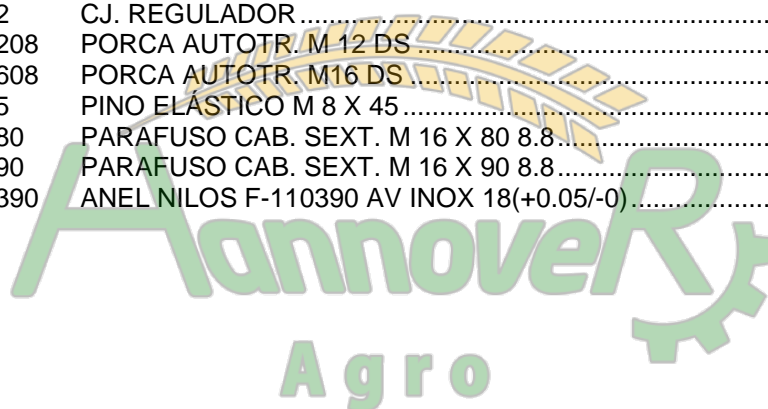 2 CJ. REGULADOR
208 PORCA AUTOTR. M 12 DS
608 PORCA AUTOTR. M16 DS
5 PINO ELÁSTICO M 8 X 45
80 PARAFUSO CAB. SEXT. M 16 X 80 8.8
90 PARAFUSO CAB. SEXT. M 16 X 90 8.8
390 ANEL NILOS F-110390 AV INOX 18(+0.05/-0)
HannoveR
Agro